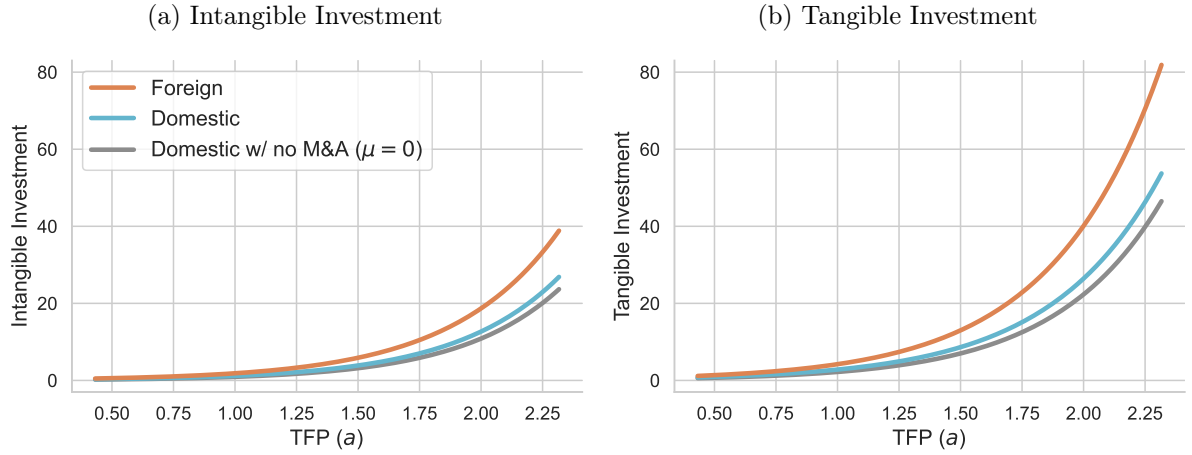 (a) Intangible Investment
80
60
40
20
0
Intangible Investment
Foreign
Domestic
Domestic w/ no M&A (μ = 0)
0.50 0.75 1.00 1.25 1.50 1.75 2.00 2.25
TFP (a)
(b) Tangible Investment
80
60
40
20
0
Tangible Investment
0.50 0.75 1.00 1.25 1.50 1.75 2.00 2.25
TFP (a)